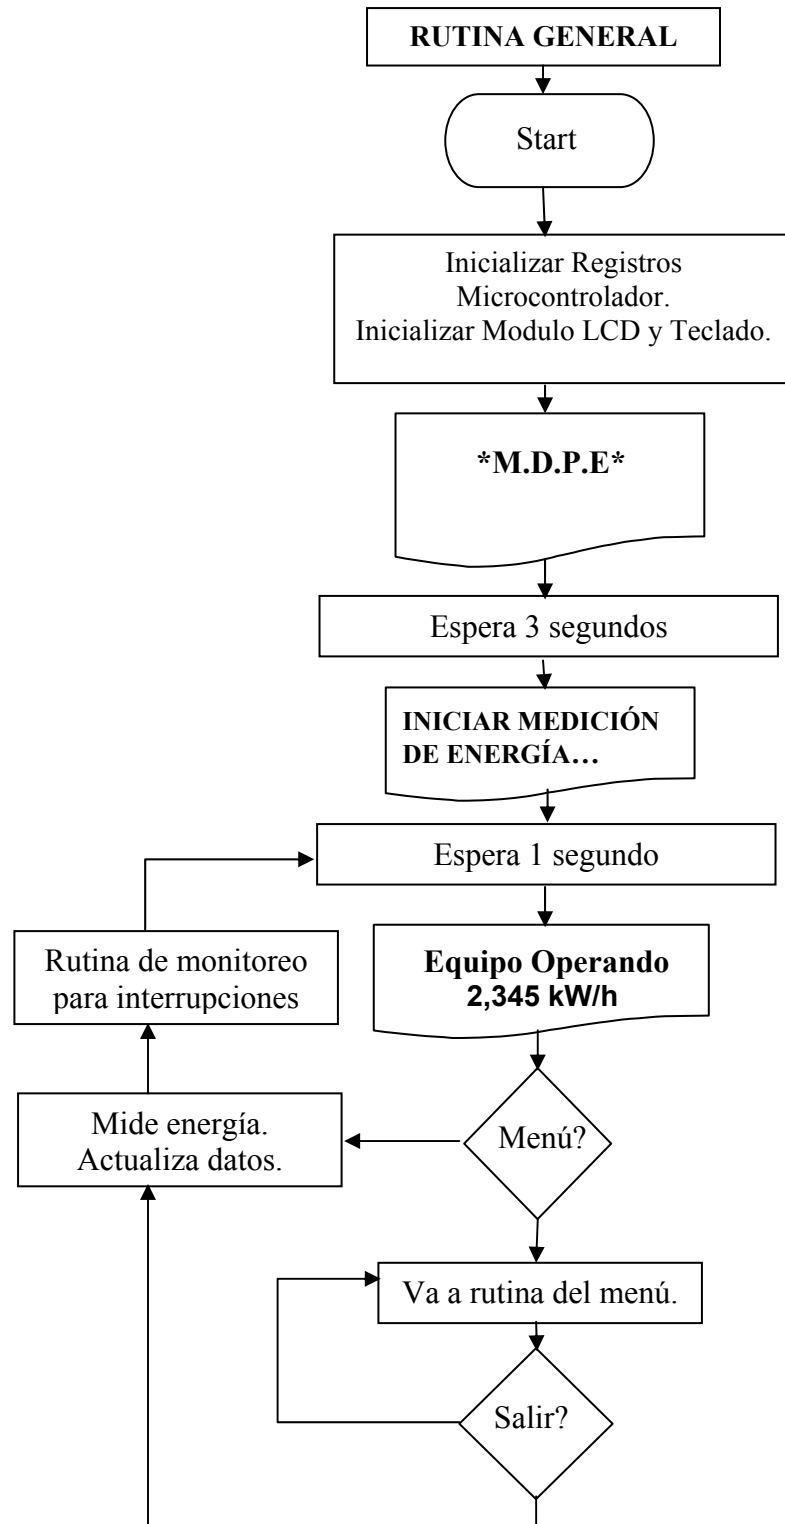 RUTINA GENERAL
Start
Inicializar Registros
Microcontrolador.
Inicializar Modulo LCD y Teclado.
*M.D.P.E*
Espera 3 segundos
INICIAR MEDICIÓN
DE ENERGÍA…
Espera 1 segundo
Rutina de monitoreo
para interrupciones
Equipo Operando
2,345 kW/h
Mide energía.
Actualiza datos.
Menú?
Va a rutina del menú.
Salir?